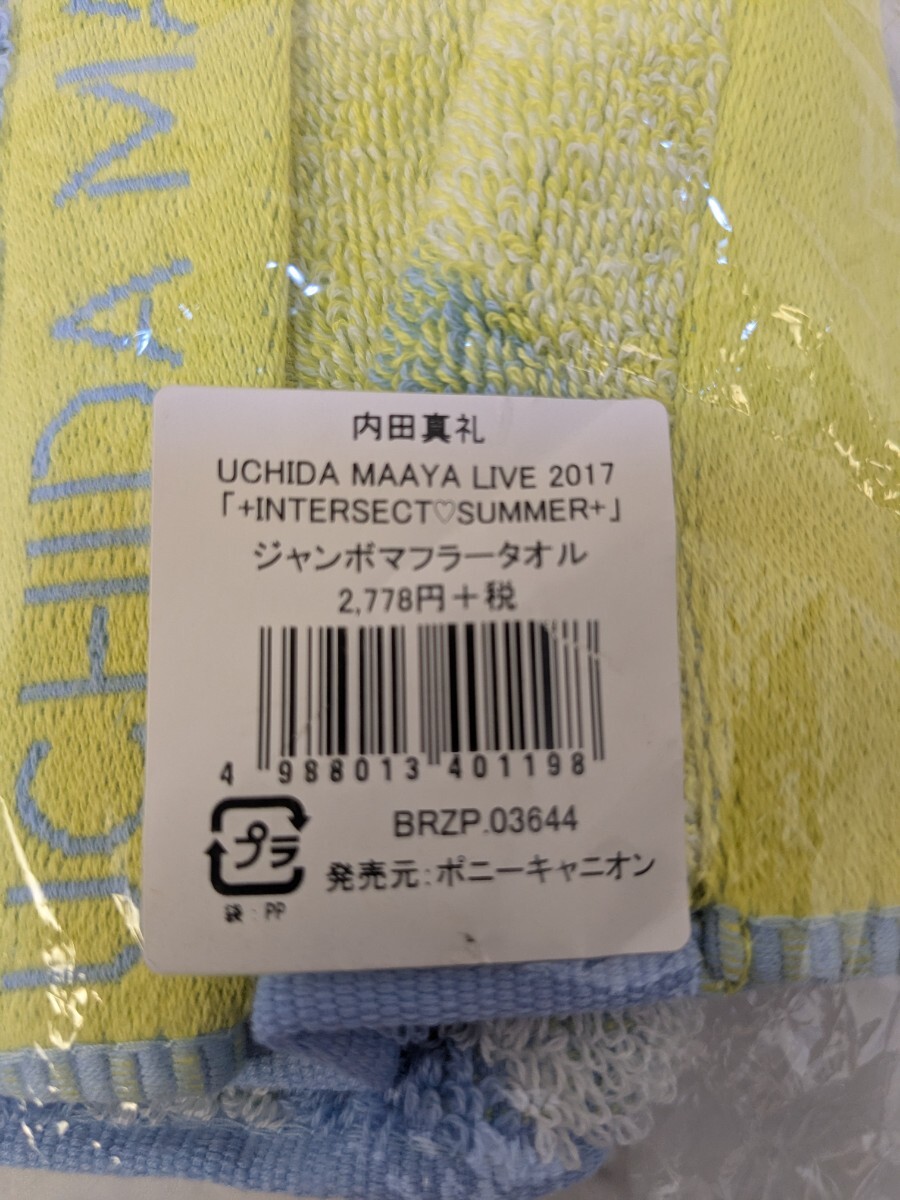 UCHIDA MA
内田真礼
UCHIDA MAAYA LIVE 2017
「+INTERSECT♡SUMMER+」
ジャンボマフラータオル
2,778円+税
4 988013 401198
プラ
BRZP.03644
発売元:ポニーキャニオン
袋:PP